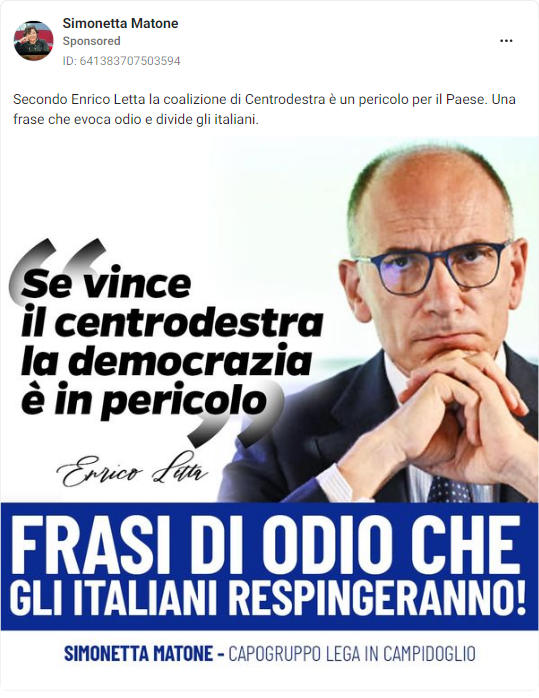 Simonetta Matone
Sponsored
ID: 641383707503594
Secondo Enrico Letta la coalizione di Centrodestra è un pericolo per il Paese. Una
frase che evoca odio e divide gli italiani.
“Se vince
il centrodestra
la democrazia
è in pericolo”
Enrico Letta
FRASI DI ODIO CHE
GLI ITALIANI RESPINGERANNO!
SIMONETTA MATONE - CAPOGRUPPO LEGA IN CAMPIDOGLIO